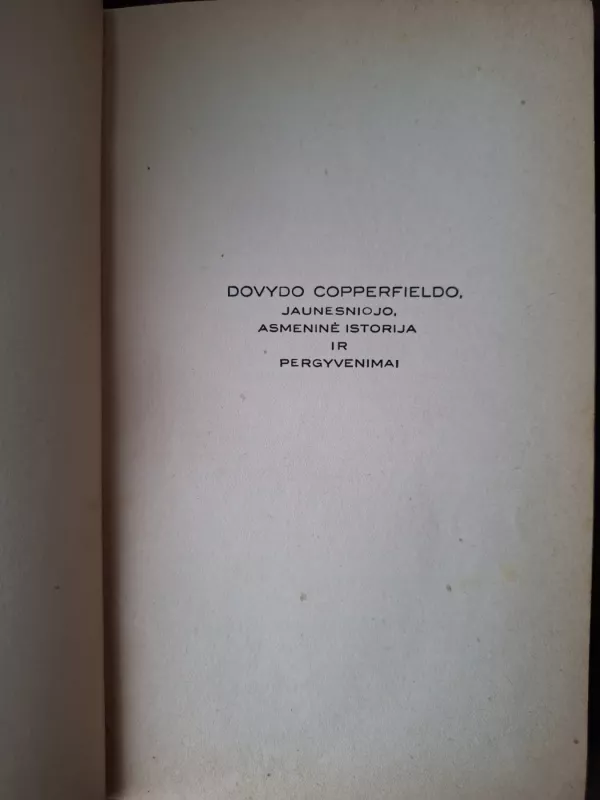 DOVYDO COPPERFIELDO,
JAUNESNIOJO,
ASMENINĖ ISTORIJA
IR
PERGYVENIMAI